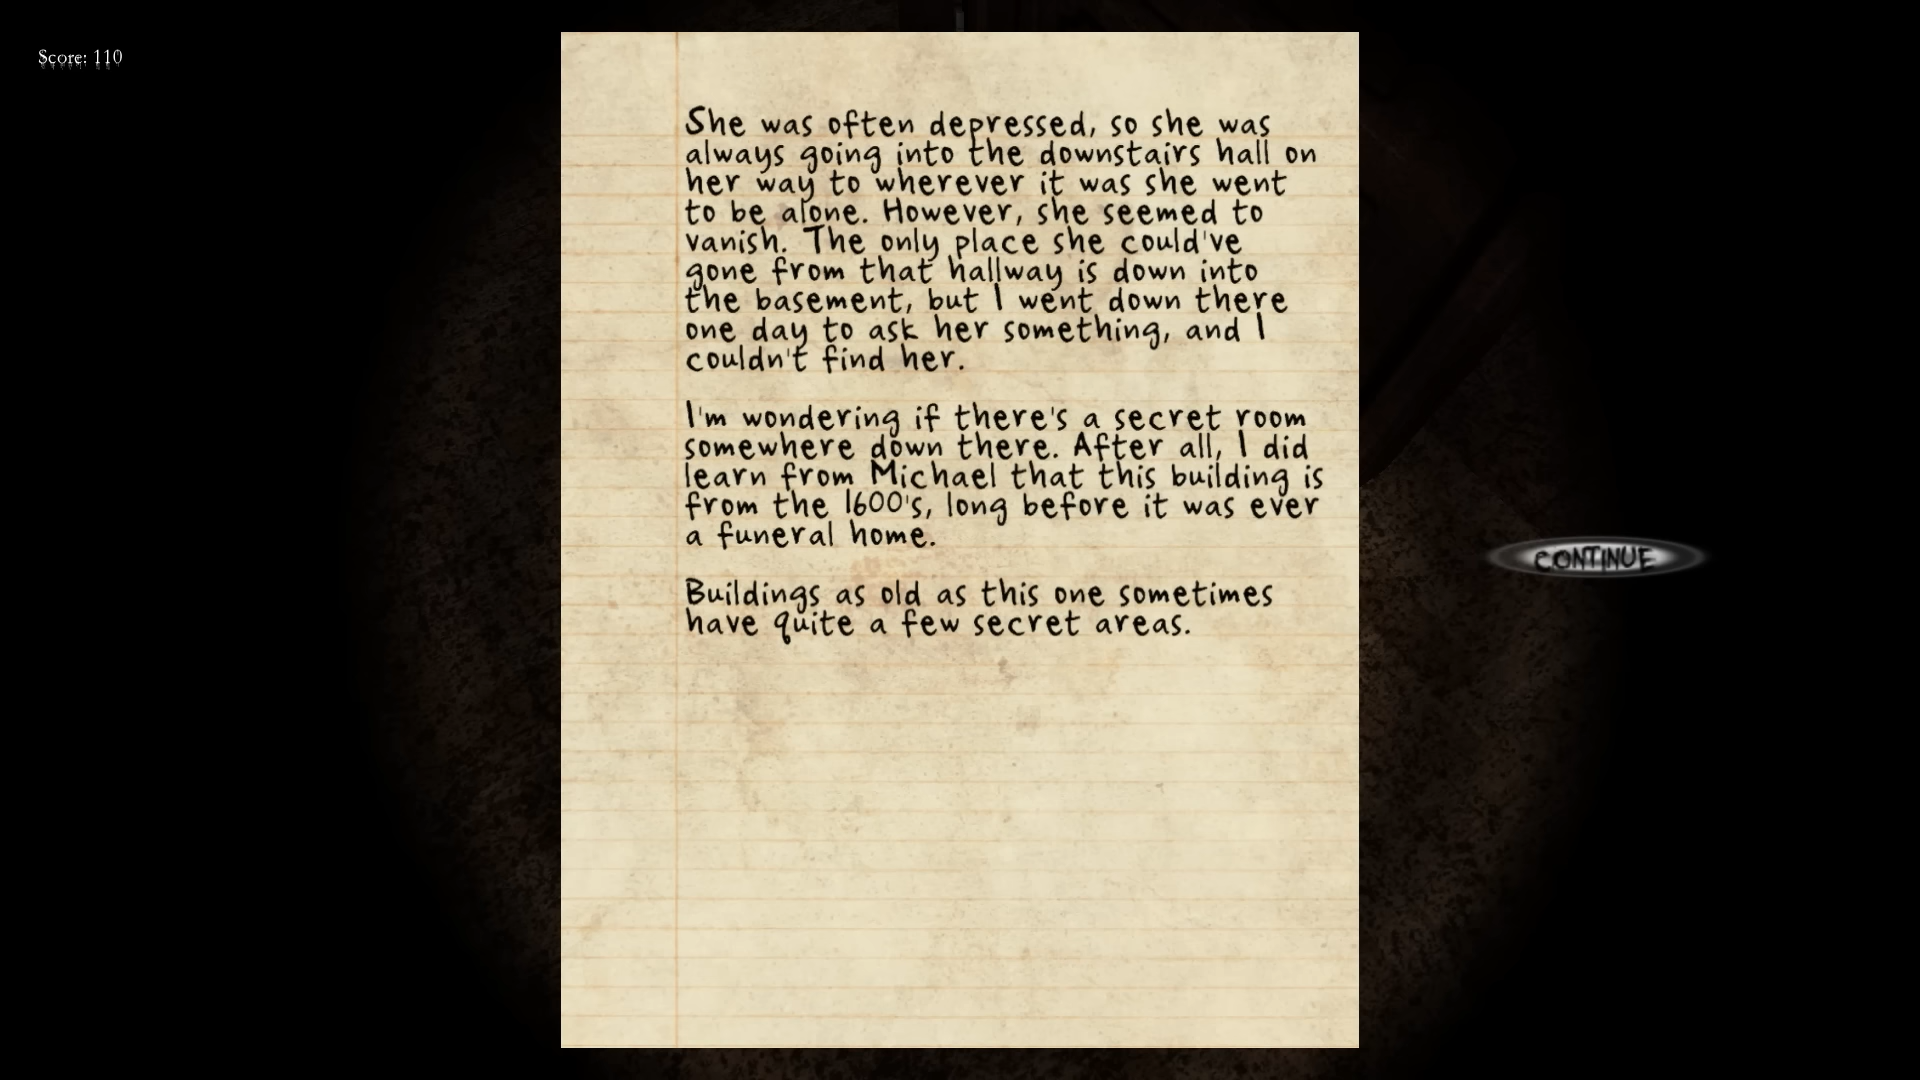 Score: 110
She was often depressed, so she was
always going into the downstairs hall on
her way to wherever it was she went
to be alone. However, she seemed to
vanish. The only place she could've
gone from that hallway is down into
the basement, but I went down there
one day to ask her something, and I
couldn't find her.
I'm wondering if there's a secret room
somewhere down there. After all, I did
learn from Michael that this building is
from the 1600's, long before it was ever
a funeral home.
Buildings as old as this one sometimes
have quite a few secret areas.
CONTINUE